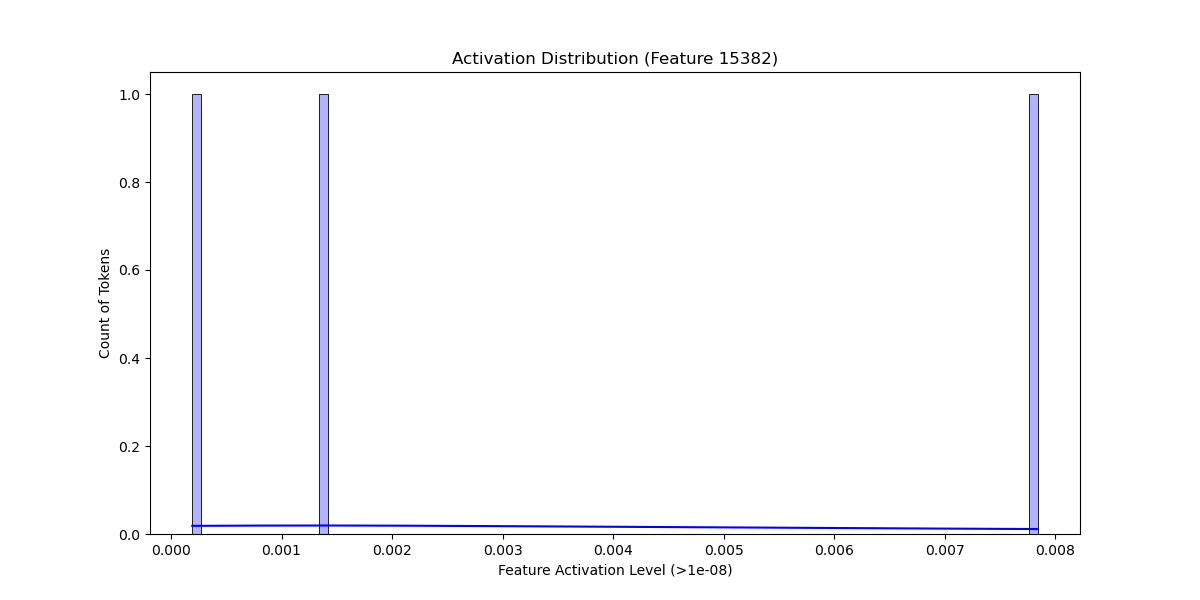 Activation Distribution (Feature 15382)
Count of Tokens
1.0
0.8
0.6
0.4
0.2
0.0
0.000 0.001 0.002 0.003 0.004 0.005 0.006 0.007 0.008
Feature Activation Level (>1e-08)